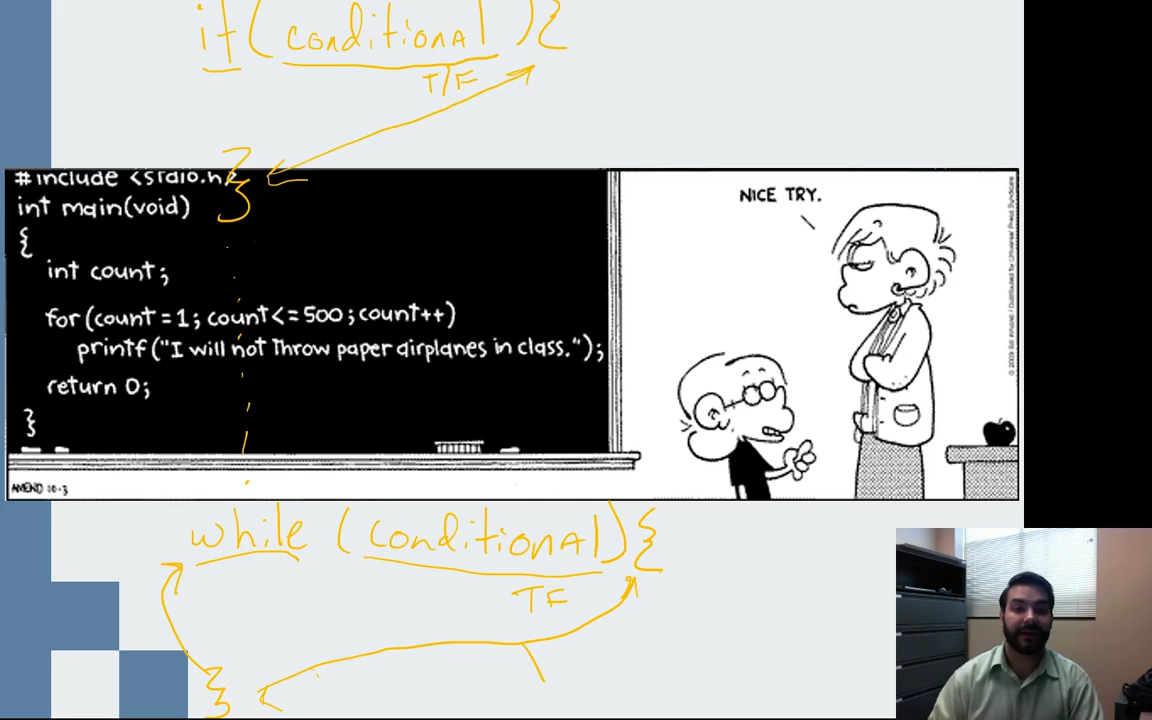 if (conditional) {
T/F
}
#include <stdio.h>
int main(void)
{
int count;
for (count = 1; count <= 500; count++)
printf ("I will not Throw paper airplanes in class.");
return 0;
}
NICE TRY.
AMEND 10-3
while (conditional) {
TF
}